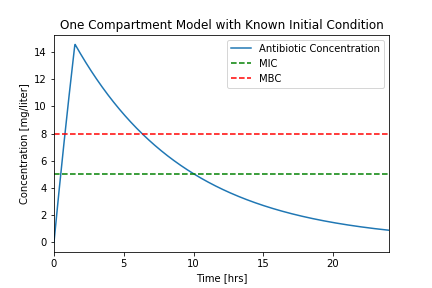 One Compartment Model with Known Initial Condition
Antibiotic Concentration
MIC
MBC
Concentration [mg/liter]
14
12
10
8
6
4
2
0
0 5 10 15 20
Time [hrs]